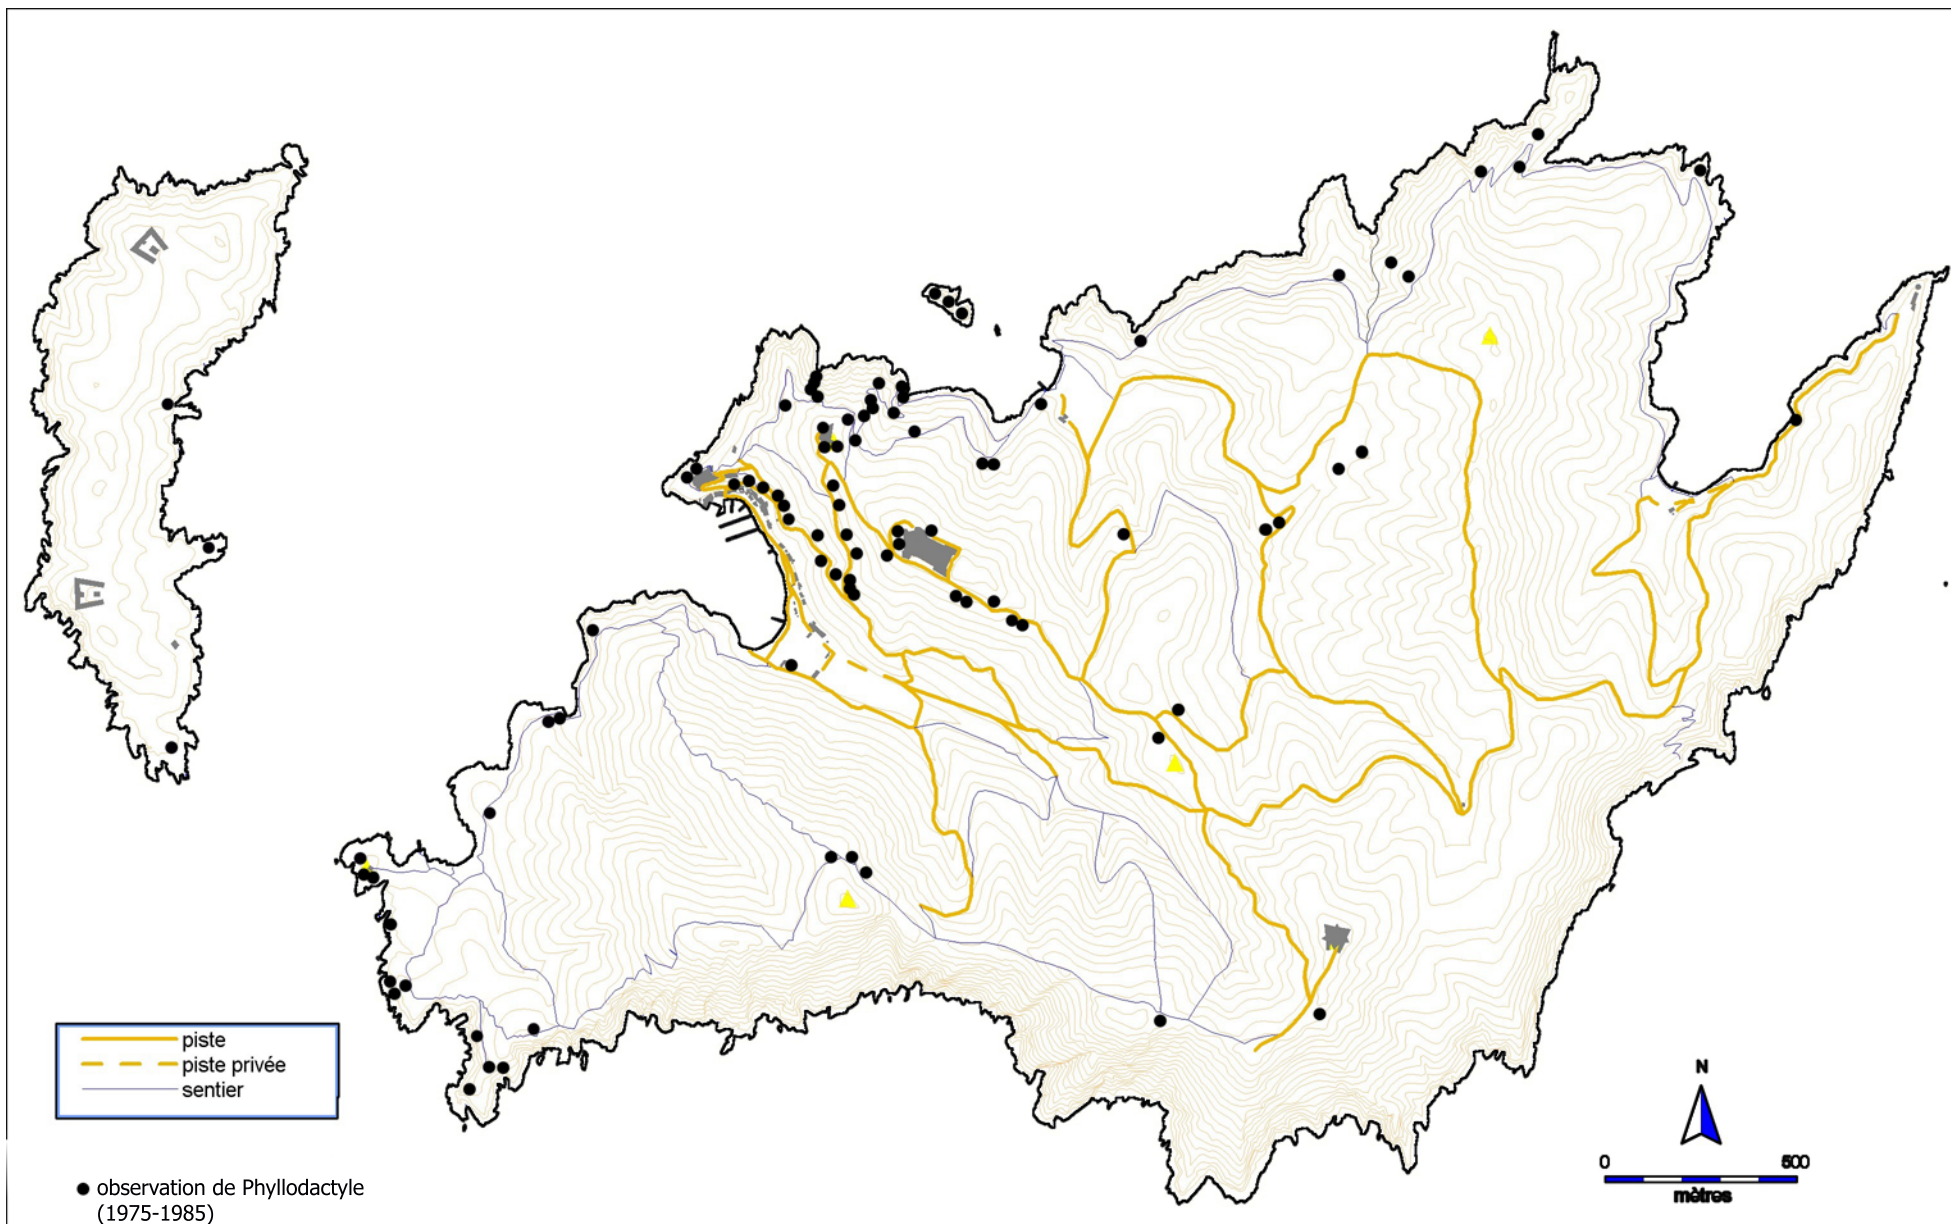 piste
piste privée
sentier
observation de Phyllodactyle
(1975-1985)
N
0 500
mètres